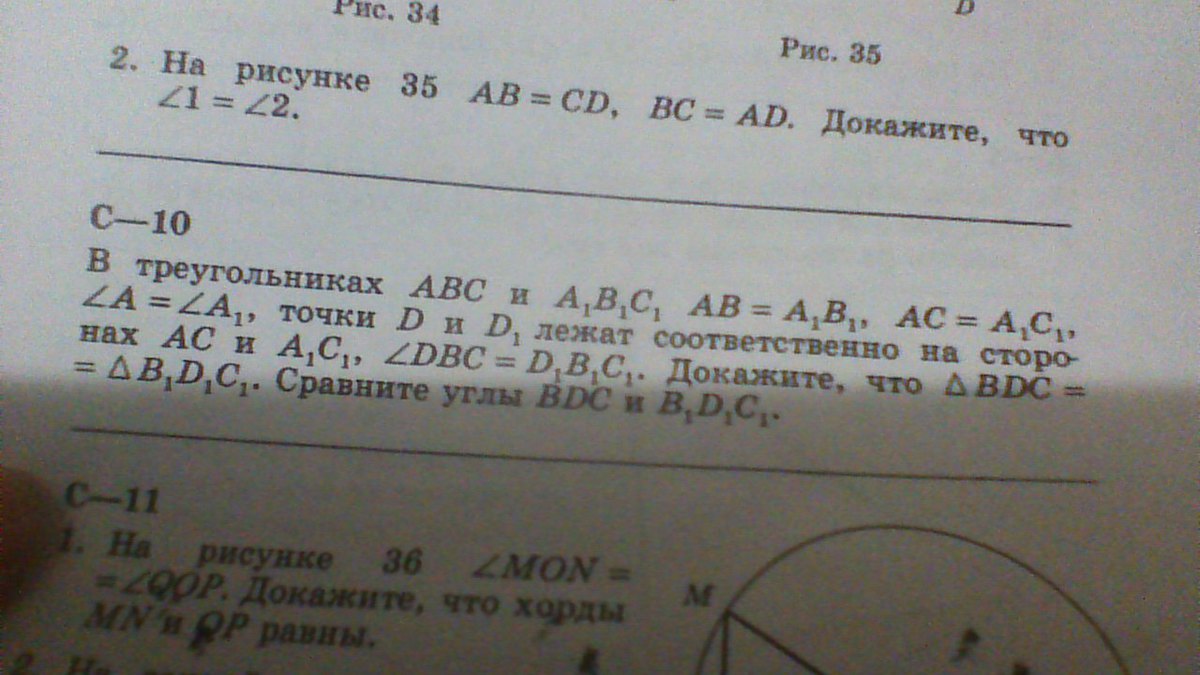 Рис. 34
D
Рис. 35
2. На рисунке 35 AB = CD, BC = AD. Докажите, что
∠1 = ∠2.
С—10
В треугольниках ABC и A₁B₁C₁ AB = A₁B₁, AC = A₁C₁,
∠A = ∠A₁, точки D и D₁ лежат соответственно на сторо-
нах AC и A₁C₁, ∠DBC = D₁B₁C₁. Докажите, что △BDC =
= △B₁D₁C₁. Сравните углы BDC и B₁D₁C₁.
С—11
1. На рисунке 36 ∠MON =
= ∠QOP. Докажите, что хорды
MN и QP равны.
M
2. На